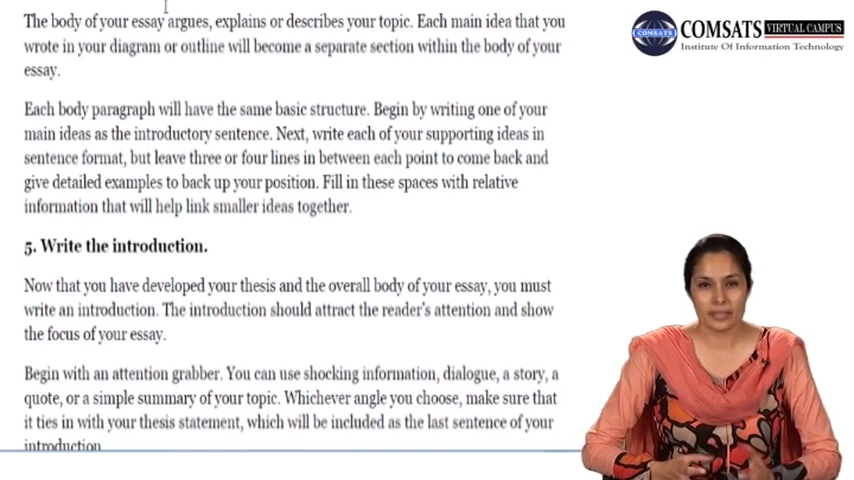 The body of your essay argues, explains or describes your topic. Each main idea that you
wrote in your diagram or outline will become a separate section within the body of your
essay.
Each body paragraph will have the same basic structure. Begin by writing one of your
main ideas as the introductory sentence. Next, write each of your supporting ideas in
sentence format, but leave three or four lines in between each point to come back and
give detailed examples to back up your position. Fill in these spaces with relative
information that will help link smaller ideas together.
5. Write the introduction.
Now that you have developed your thesis and the overall body of your essay, you must
write an introduction. The introduction should attract the reader's attention and show
the focus of your essay.
Begin with an attention grabber. You can use shocking information, dialogue, a story, a
quote, or a simple summary of your topic. Whichever angle you choose, make sure that
it ties in with your thesis statement, which will be included as the last sentence of your
introduction
COMSATS
COMSATS VIRTUAL CAMPUS
Institute Of Information Technology